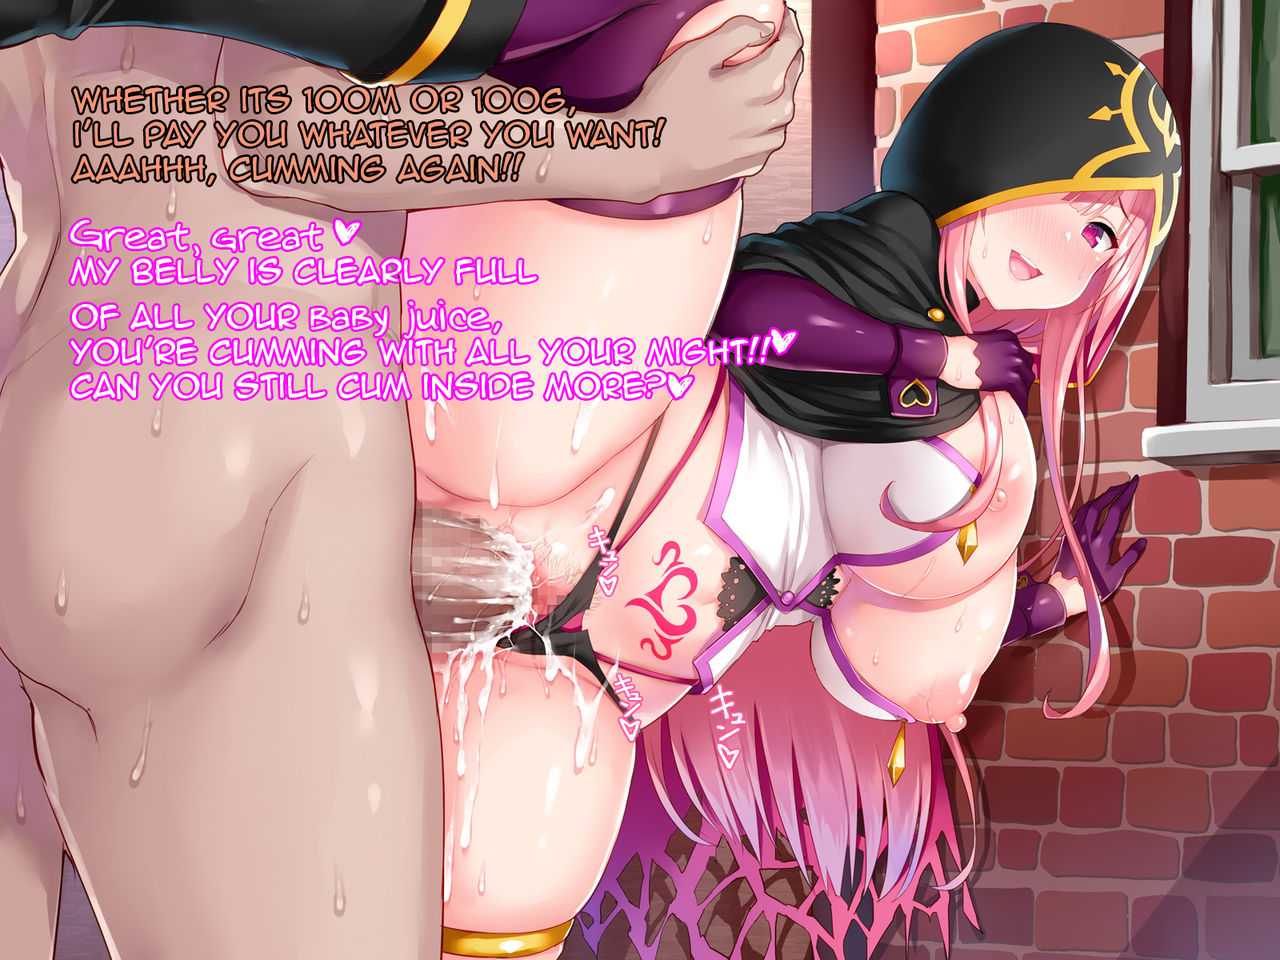 WHETHER ITS 100M OR 100G,
I'LL PAY YOU WHATEVER YOU WANT!
AAAHHH, CUMMING AGAIN!!
Great, great♥
MY BELLY IS CLEARLY FULL
OF ALL YOUR Baby juice,
YOU'RE CUMMING WITH ALL YOUR MIGHT!!♥
CAN YOU STILL CUM INSIDE MORE?♥
キュン♡
キュン♡
キュン♡